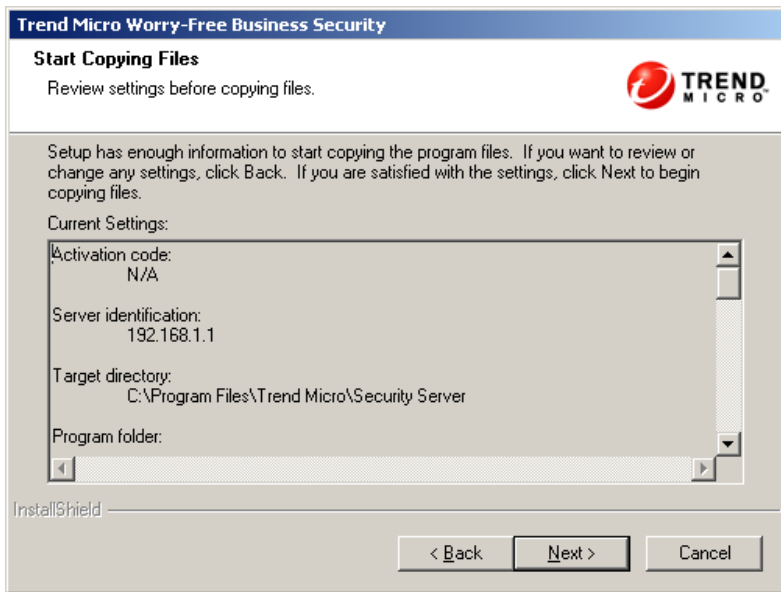 Trend Micro Worry-Free Business Security
Start Copying Files
Review settings before copying files.
TREND
MICRO
Setup has enough information to start copying the program files. If you want to review or
change any settings, click Back. If you are satisfied with the settings, click Next to begin
copying files.
Current Settings:
Activation code:
N/A
Server identification:
192.168.1.1
Target directory:
C:\Program Files\Trend Micro\Security Server
Program folder:
InstallShield
< Back
Next >
Cancel